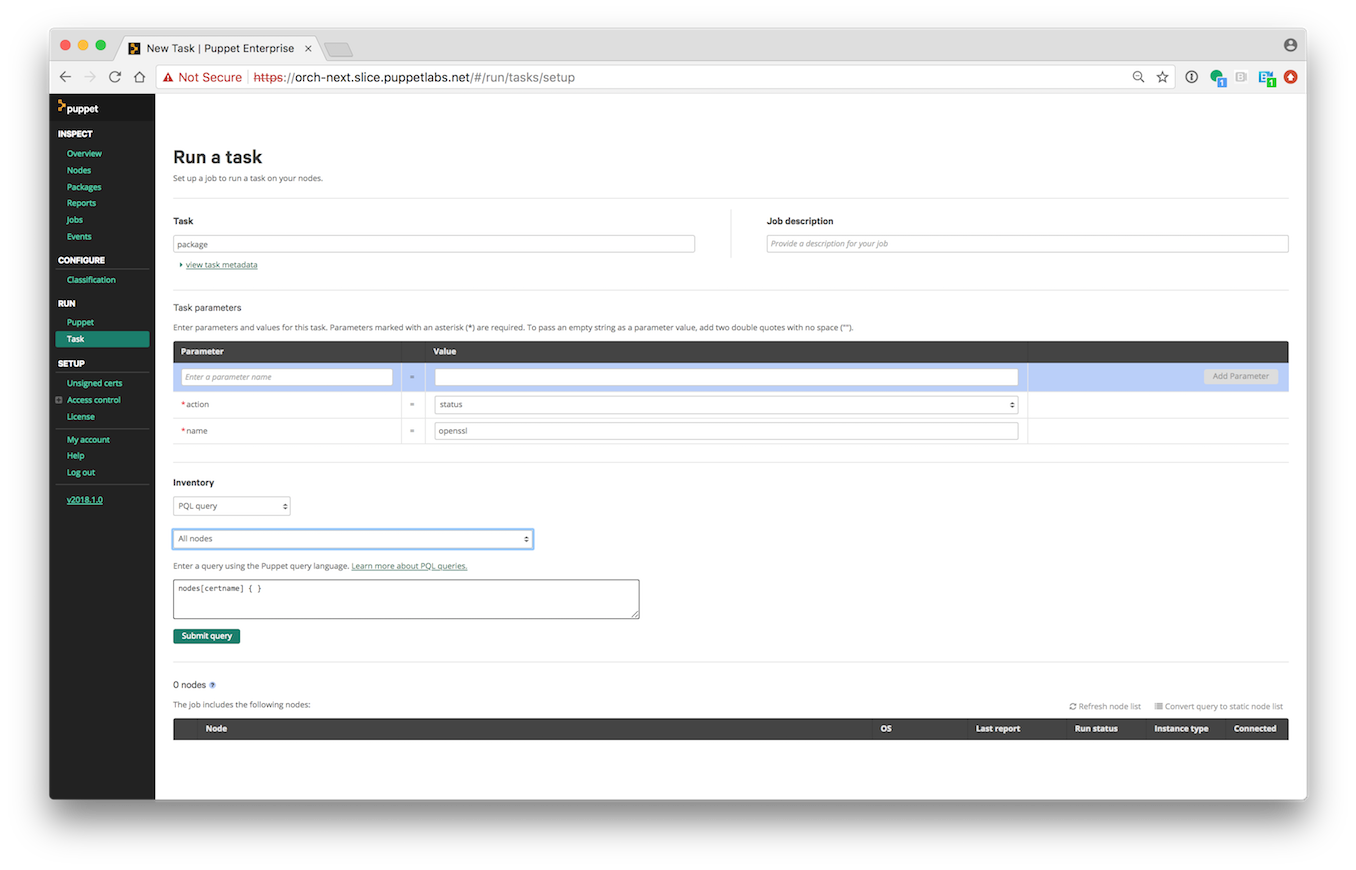 New Task | Puppet Enterprise
Not Secure https://orch-next.slice.puppetlabs.net/#/run/tasks/setup
puppet
INSPECT
Overview
Nodes
Packages
Reports
Jobs
Events
CONFIGURE
Classification
RUN
Puppet
Task
SETUP
Unsigned certs
Access control
License
My account
Help
Log out
v2018.1.0
Run a task
Set up a job to run a task on your nodes.
Task
package
view task metadata
Job description
Provide a description for your job
Task parameters
Enter parameters and values for this task. Parameters marked with an asterisk (*) are required. To pass an empty string as a parameter value, add two double quotes with no space ("").
Parameter Value
Enter a parameter name = Add Parameter
*action = status
*name = openssl
Inventory
PQL query
All nodes
Enter a query using the Puppet query language. Learn more about PQL queries.
nodes[certname] { }
Submit query
0 nodes ?
The job includes the following nodes:
Refresh node list Convert query to static node list
Node OS Last report Run status Instance type Connected